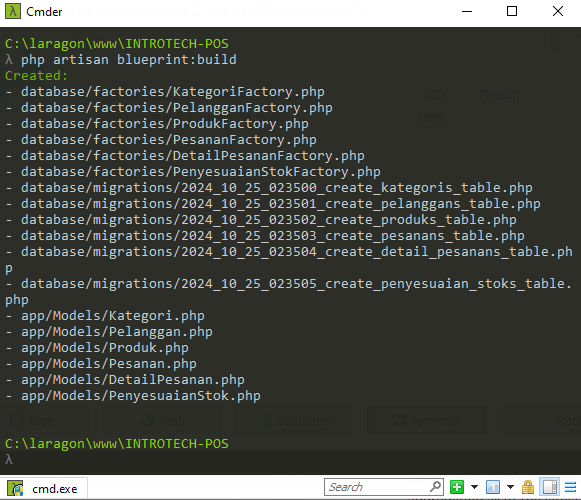 Cmder
C:\laragon\www\INTROTECH-POS
λ php artisan blueprint:build
Created:
- database/factories/KategoriFactory.php
- database/factories/PelangganFactory.php
- database/factories/ProdukFactory.php
- database/factories/PesananFactory.php
- database/factories/DetailPesananFactory.php
- database/factories/PenyesuaianStokFactory.php
- database/migrations/2024_10_25_023500_create_kategoris_table.php
- database/migrations/2024_10_25_023501_create_pelanggans_table.php
- database/migrations/2024_10_25_023502_create_produks_table.php
- database/migrations/2024_10_25_023503_create_pesanans_table.php
- database/migrations/2024_10_25_023504_create_detail_pesanans_table.ph
p
- database/migrations/2024_10_25_023505_create_penyesuaian_stoks_table.
php
- app/Models/Kategori.php
- app/Models/Pelanggan.php
- app/Models/Produk.php
- app/Models/Pesanan.php
- app/Models/DetailPesanan.php
- app/Models/PenyesuaianStok.php
C:\laragon\www\INTROTECH-POS
λ
cmd.exe
Search